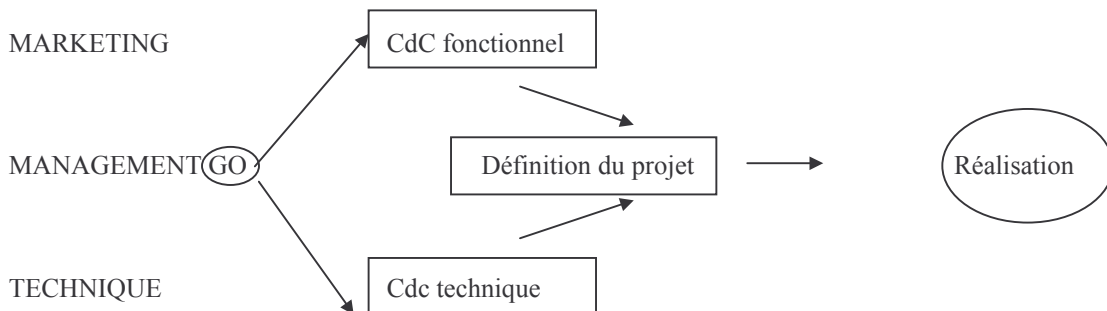 MARKETING CdC fonctionnel
MANAGEMENT GO Définition du projet Réalisation
TECHNIQUE Cdc technique